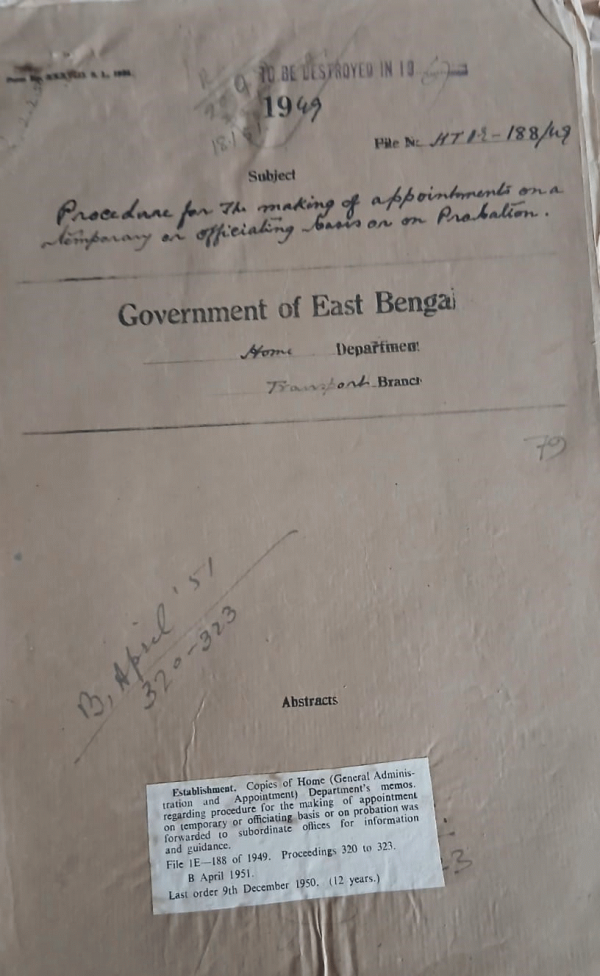 TO BE DESTROYED IN 19
1949
File No.
188/49
Subject
Procedure for the making of appointments on a
temporary or officiating basis or on Probation.
Government of East Bengal
Home Department
Transport Branch
79
B, April '51
320-323
Abstracts
Establishment. Copies of Home (General Adminis-
tration and Appointment) Department's memos.
regarding procedure for the making of appointment
on temporary or officiating basis or on probation was
forwarded to subordinate offices for information
and guidance.
File 1E—188 of 1949. Proceedings 320 to 323.
B April 1951.
Last order 9th December 1950. (12 years.)